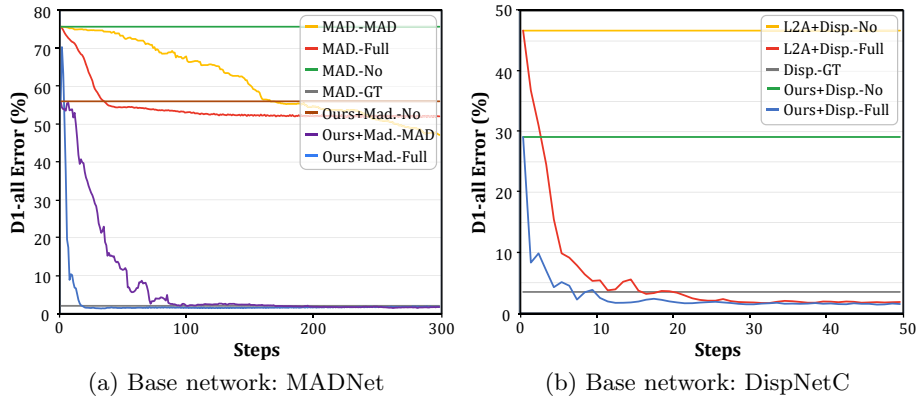 D1-all Error (%)
80
70
60
50
40
30
20
10
0
0
100
200
300
Steps
MAD.-MAD
MAD.-Full
MAD.-No
MAD.-GT
Ours+Mad.-No
Ours+Mad.-MAD
Ours+Mad.-Full
(a) Base network: MADNet
D1-all Error (%)
50
40
30
20
10
0
0
10
20
30
40
50
Steps
L2A+Disp.-No
L2A+Disp.-Full
Disp.-GT
Ours+Disp.-No
Ours+Disp.-Full
(b) Base network: DispNetC